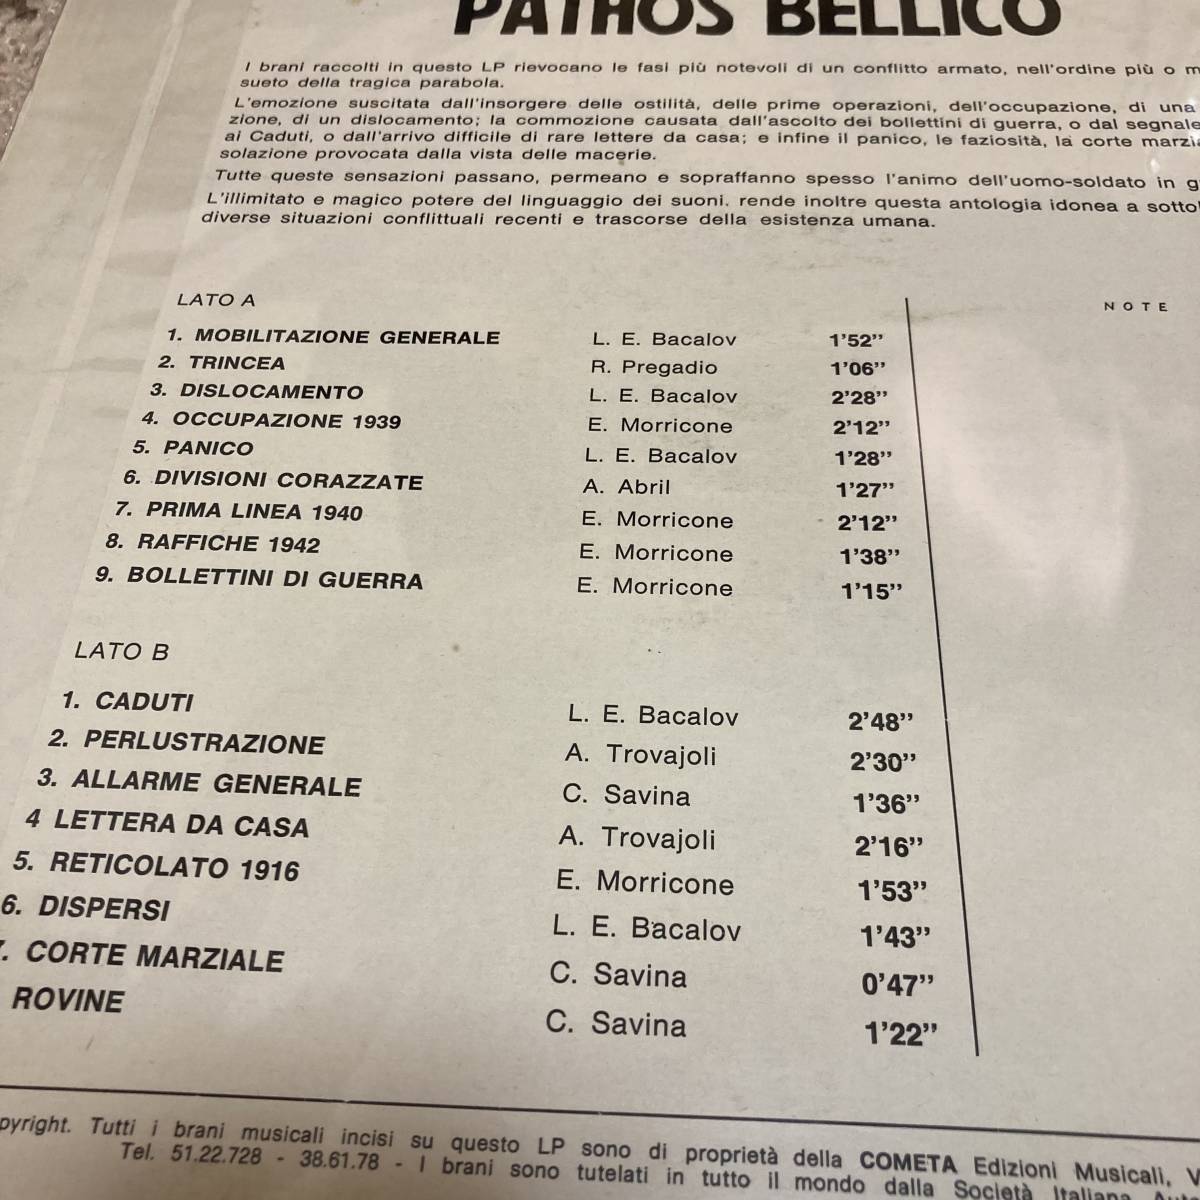 PATHOS BELLICO
I brani raccolti in questo LP rievocano le fasi più notevoli di un conflitto armato, nell'ordine più o
sueto della tragica parabola.
L'emozione suscitata dall'insorgere delle ostilità, delle prime operazioni, dell'occupazione, di una
zione, di un dislocamento; la commozione causata dall'ascolto dei bollettini di guerra, o dal segnale
ai Caduti, o dall'arrivo difficile di rare lettere da casa; e infine il panico, le faziosità, la corte
solazione provocata dalla vista delle macerie.
Tutte queste sensazioni passano, permeano e sopraffanno spesso l'animo dell'uomo-soldato in
L'illimitato e magico potere del linguaggio dei suoni. rende inoltre questa antologia idonea a
diverse situazioni conflittuali recenti e trascorse della esistenza umana.
LATO A
NOTE
1. MOBILITAZIONE GENERALE L. E. Bacalov 1'52"
2. TRINCEA R. Pregadio 1'06"
3. DISLOCAMENTO L. E. Bacalov 2'28"
4. OCCUPAZIONE 1939 E. Morricone 2'12"
5. PANICO L. E. Bacalov 1'28"
6. DIVISIONI CORAZZATE A. Abril 1'27"
7. PRIMA LINEA 1940 E. Morricone 2'12"
8. RAFFICHE 1942 E. Morricone 1'38"
9. BOLLETTINI DI GUERRA E. Morricone 1'15"
LATO B
1. CADUTI L. E. Bacalov 2'48"
2. PERLUSTRAZIONE A. Trovajoli 2'30"
3. ALLARME GENERALE C. Savina 1'36"
4 LETTERA DA CASA A. Trovajoli 2'16"
5. RETICOLATO 1916 E. Morricone 1'53"
6. DISPERSI L. E. Bacalov 1'43"
. CORTE MARZIALE C. Savina 0'47"
ROVINE C. Savina 1'22"
pyright. Tutti i brani musicali incisi su questo LP sono di proprietà della COMETA Edizioni Musicali,
Tel. 51.22.728 - 38.61.78 - I brani sono tutelati in tutto il mondo dalla Società Italiana